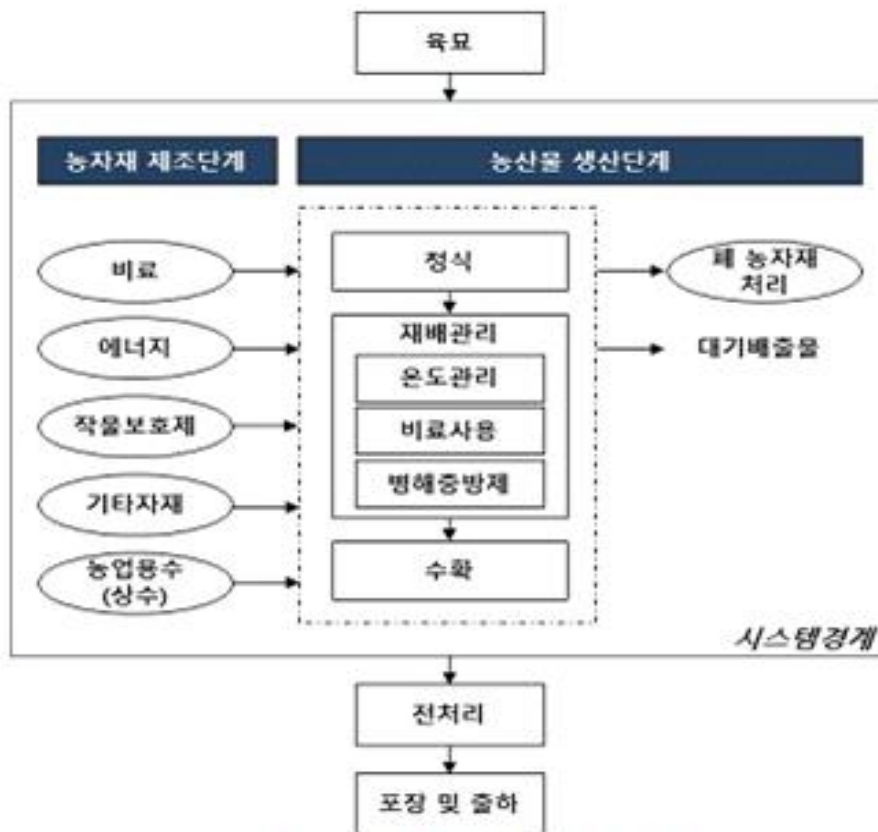 육묘
농자재 제조단계
농산물 생산단계
비료
에너지
작물보호제
기타자재
농업용수
(상수)
정식
재배관리
온도관리
비료사용
병해충방제
수확
폐 농자재
처리
대기배출물
시스템경계
전처리
포장 및 출하